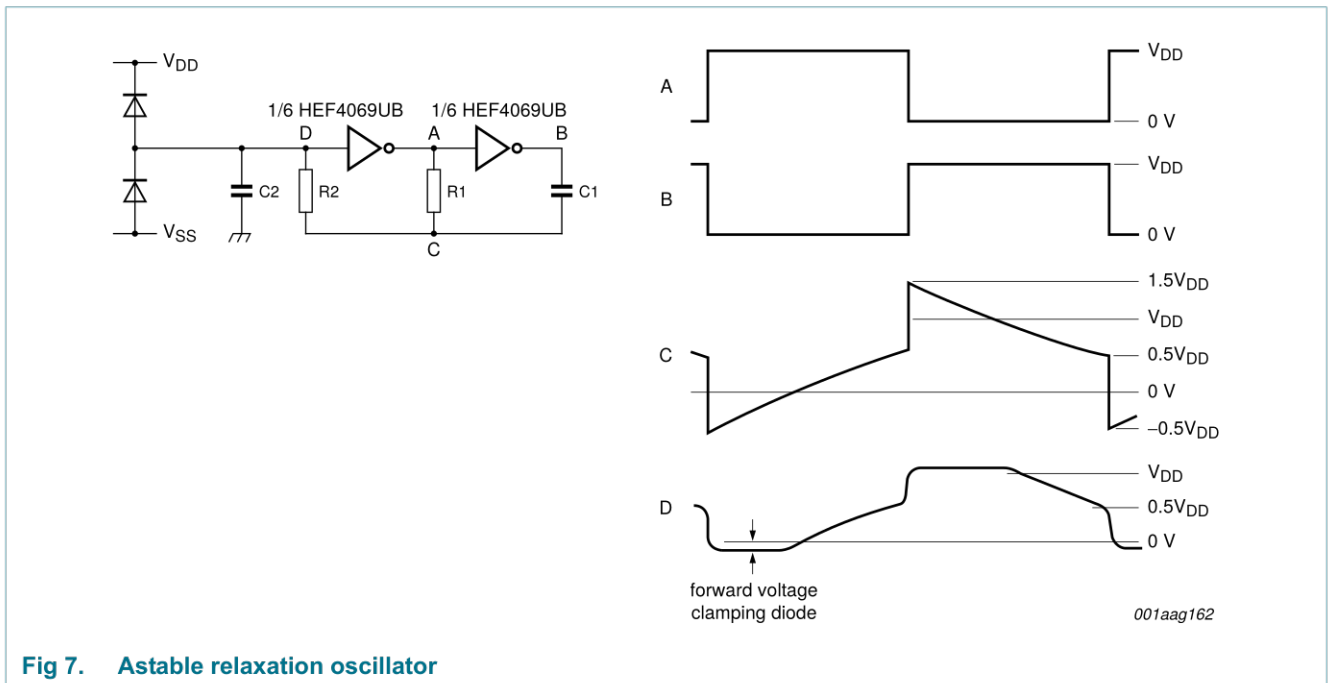 VDD
1/6 HEF4069UB 1/6 HEF4069UB
D A B
C2 R2 R1 C1
VSS
C
A
VDD
0 V
B
VDD
0 V
C
1.5VDD
VDD
0.5VDD
0 V
−0.5VDD
D
VDD
0.5VDD
0 V
forward voltage
clamping diode
001aag162
Fig 7. Astable relaxation oscillator